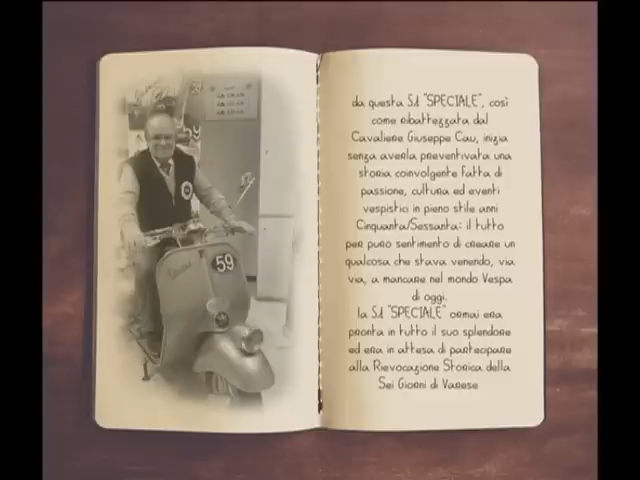 59
da questa S.I "SPECIALE", così
come ribattezzata dal
Cavaliere Giuseppe Cau, inizia
senza averla preventivata una
storia coinvolgente fatta di
passione, cultura ed eventi
vespistici in pieno stile anni
Cinquanta/Sessanta: il tutto
per puro sentimento di creare un
qualcosa che stava venendo, via
via, a mancare nel mondo Vespa
di oggi.
la S.I "SPECIALE" ormai era
pronta in tutto il suo splendore
ed era in attesa di partecipare
alla Rievocazione Storica della
Sei Giorni di Varese